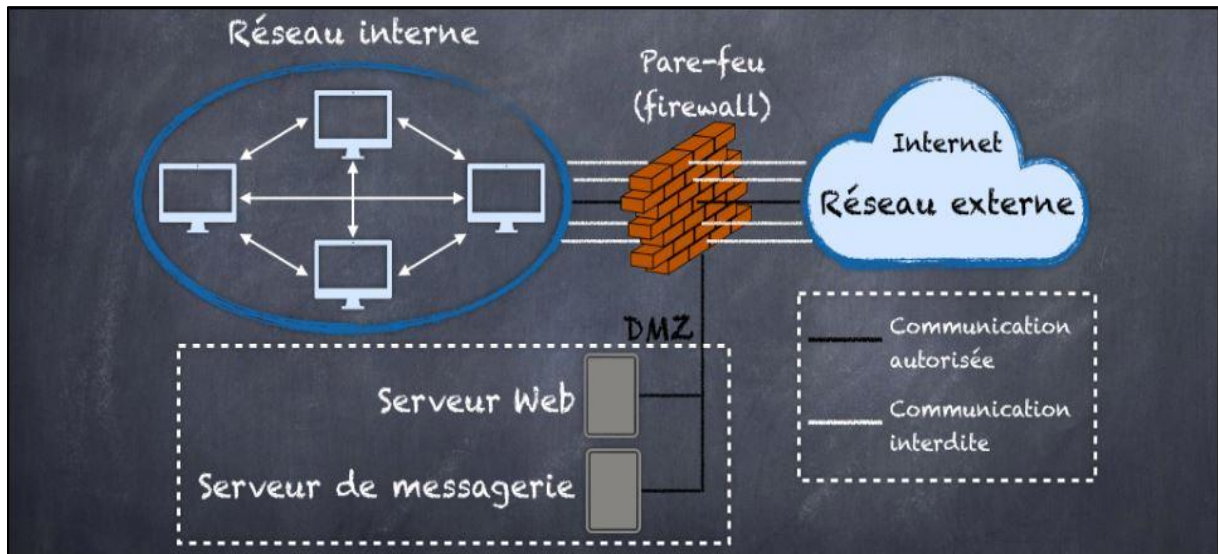 Réseau interne
Pare-feu
(firewall)
Internet
Réseau externe
DMZ
Serveur Web
Serveur de messagerie
Communication
autorisée
Communication
interdite